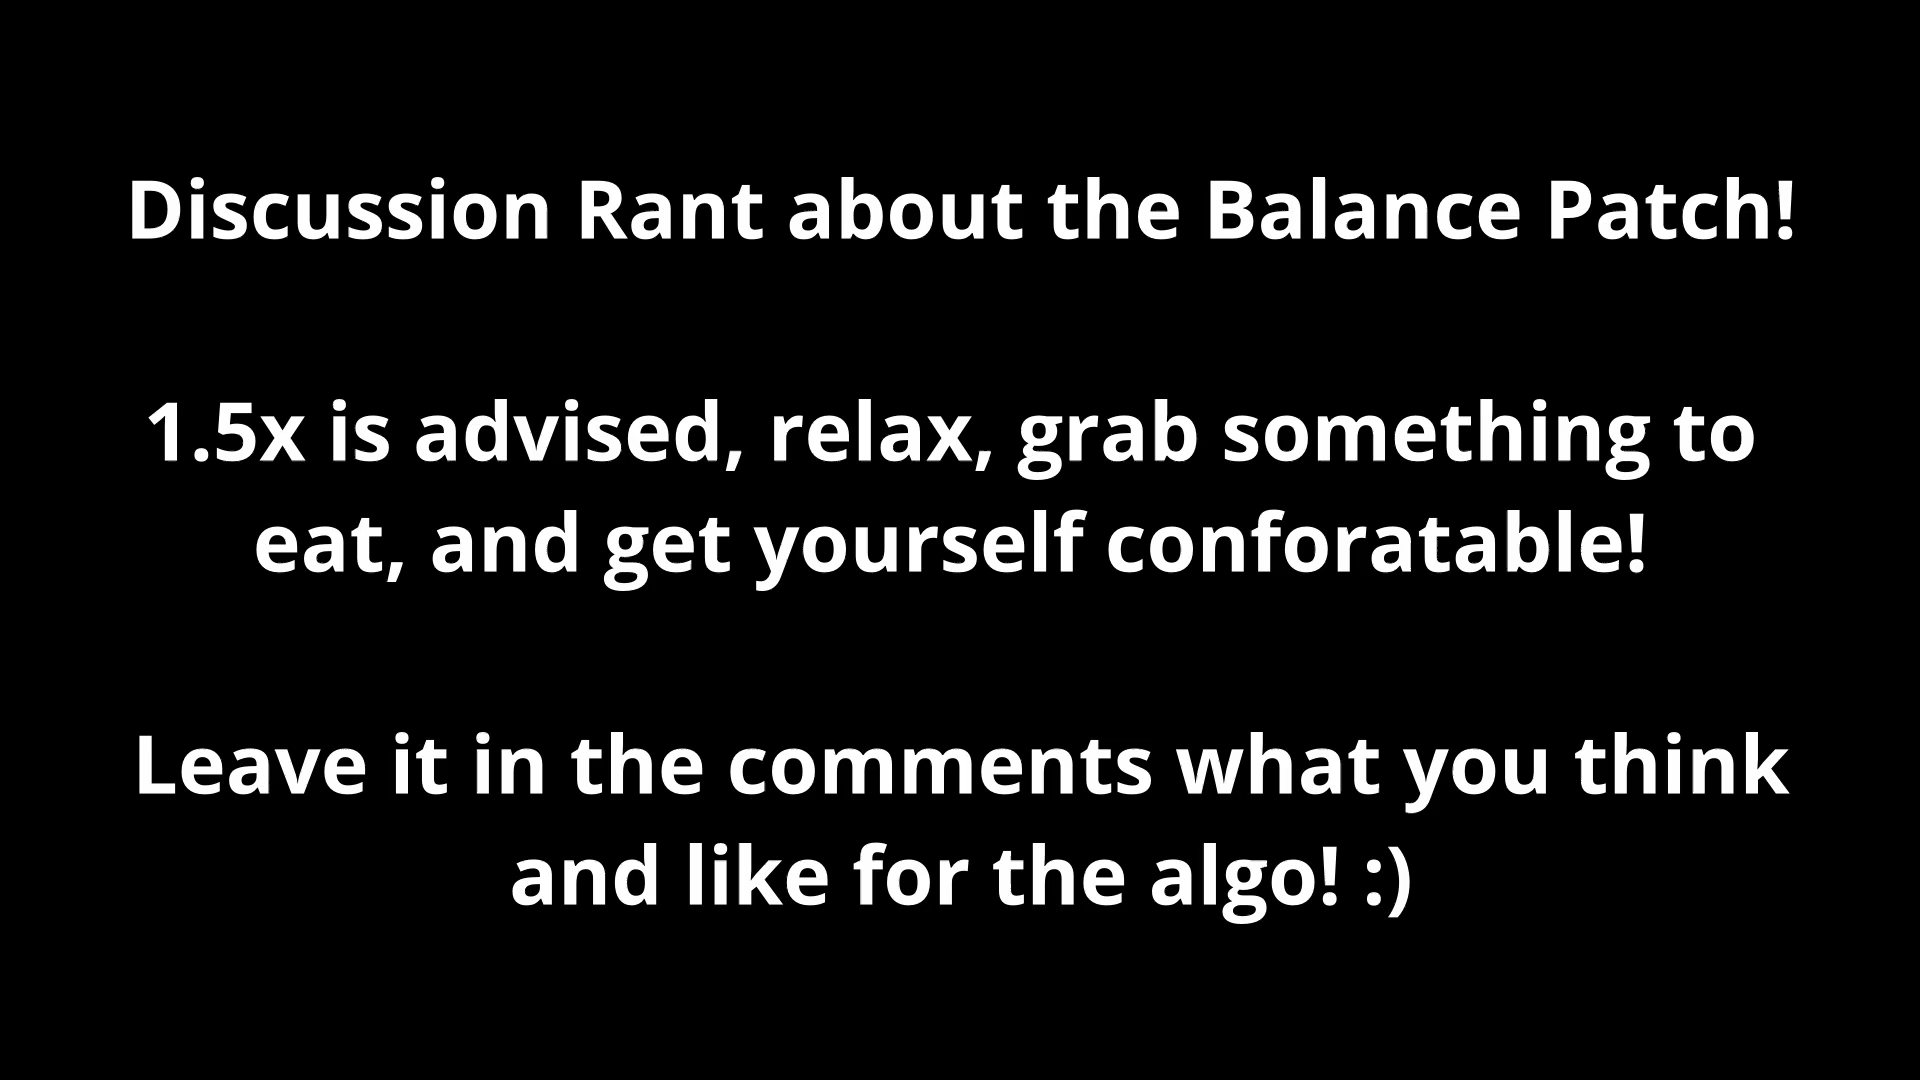 Discussion Rant about the Balance Patch!
1.5x is advised, relax, grab something to
eat, and get yourself conforatable!
Leave it in the comments what you think
and like for the algo! :)